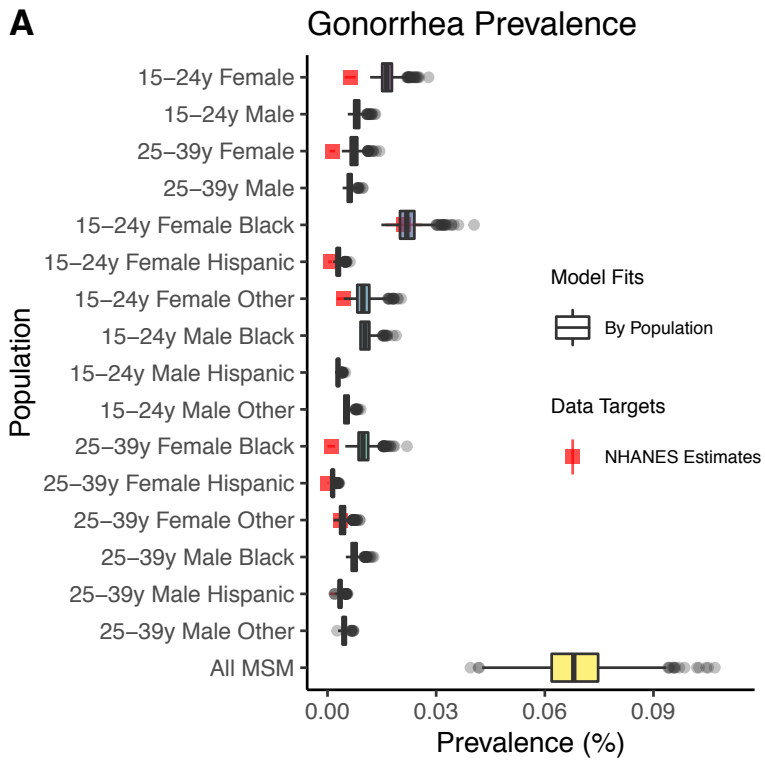 A
Gonorrhea Prevalence
Population
15−24y Female
15−24y Male
25−39y Female
25−39y Male
15−24y Female Black
15−24y Female Hispanic
15−24y Female Other
15−24y Male Black
15−24y Male Hispanic
15−24y Male Other
25−39y Female Black
25−39y Female Hispanic
25−39y Female Other
25−39y Male Black
25−39y Male Hispanic
25−39y Male Other
All MSM
Model Fits
By Population
Data Targets
NHANES Estimates
0.00 0.03 0.06 0.09
Prevalence (%)